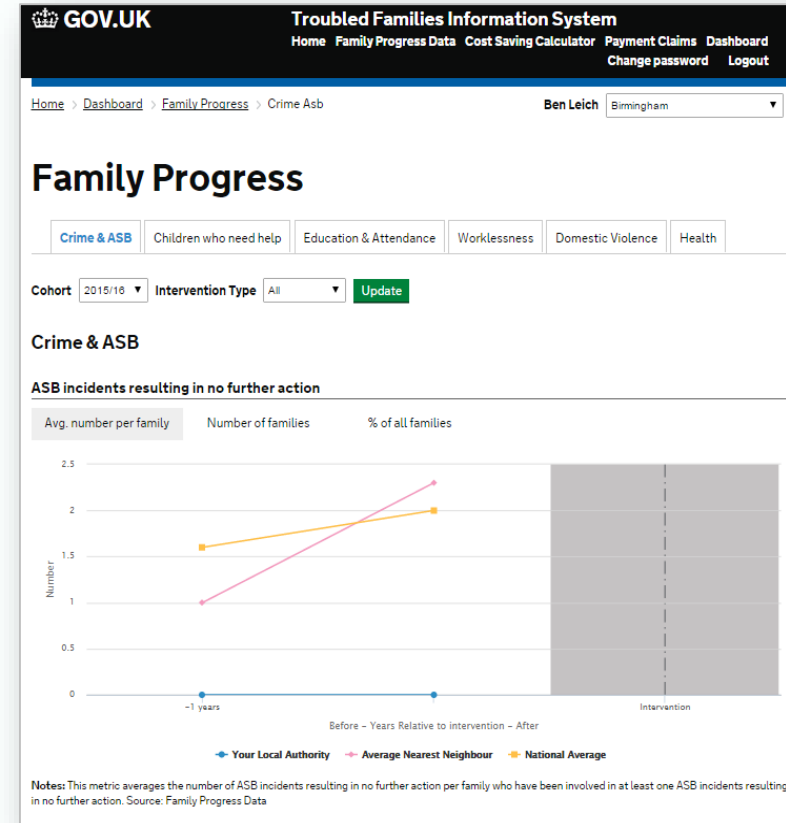 GOV.UK
Troubled Families Information System
Home Family Progress Data Cost Saving Calculator Payment Claims Dashboard
Change password Logout
Home > Dashboard > Family Progress > Crime Asb
Ben Leich Birmingham
Family Progress
Crime & ASB Children who need help Education & Attendance Worklessness Domestic Violence Health
Cohort 2015/16 Intervention Type All Update
Crime & ASB
ASB incidents resulting in no further action
Avg. number per family Number of families % of all families
2.5
2
1.5
1
0.5
0
Number
-1 years Intervention
Before - Years Relative to intervention - After
Your Local Authority Average Nearest Neighbour National Average
Notes: This metric averages the number of ASB incidents resulting in no further action per family who have been involved in at least one ASB incidents resulting
in no further action. Source: Family Progress Data